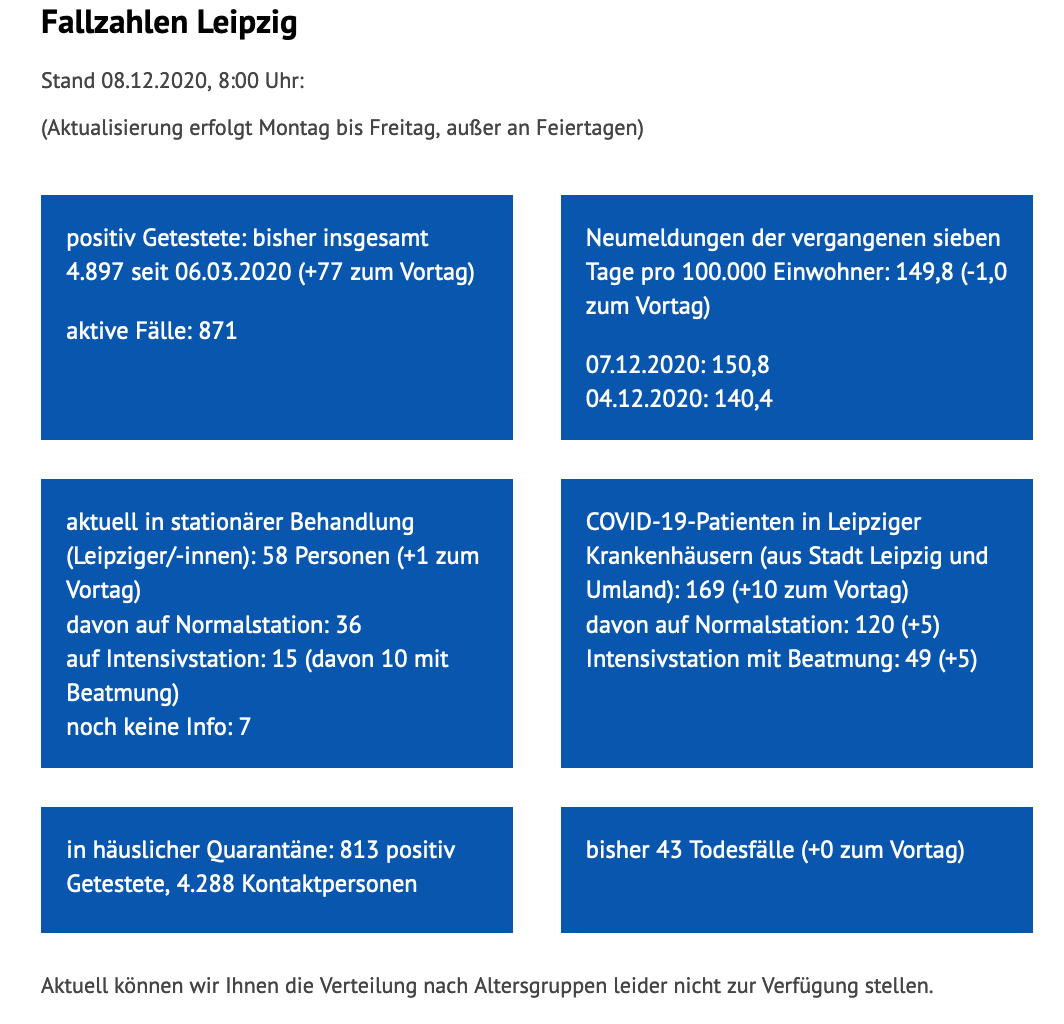 Fallzahlen Leipzig
Stand 08.12.2020, 8:00 Uhr:
(Aktualisierung erfolgt Montag bis Freitag, außer an Feiertagen)
positiv Getestete: bisher insgesamt
4.897 seit 06.03.2020 (+77 zum Vortag)
aktive Fälle: 871
Neumeldungen der vergangenen sieben
Tage pro 100.000 Einwohner: 149,8 (-1,0
zum Vortag)
07.12.2020: 150,8
04.12.2020: 140,4
aktuell in stationärer Behandlung
(Leipziger/-innen): 58 Personen (+1 zum
Vortag)
davon auf Normalstation: 36
auf Intensivstation: 15 (davon 10 mit
Beatmung)
noch keine Info: 7
COVID-19-Patienten in Leipziger
Krankenhäusern (aus Stadt Leipzig und
Umland): 169 (+10 zum Vortag)
davon auf Normalstation: 120 (+5)
Intensivstation mit Beatmung: 49 (+5)
in häuslicher Quarantäne: 813 positiv
Getestete, 4.288 Kontaktpersonen
bisher 43 Todesfälle (+0 zum Vortag)
Aktuell können wir Ihnen die Verteilung nach Altersgruppen leider nicht zur Verfügung stellen.